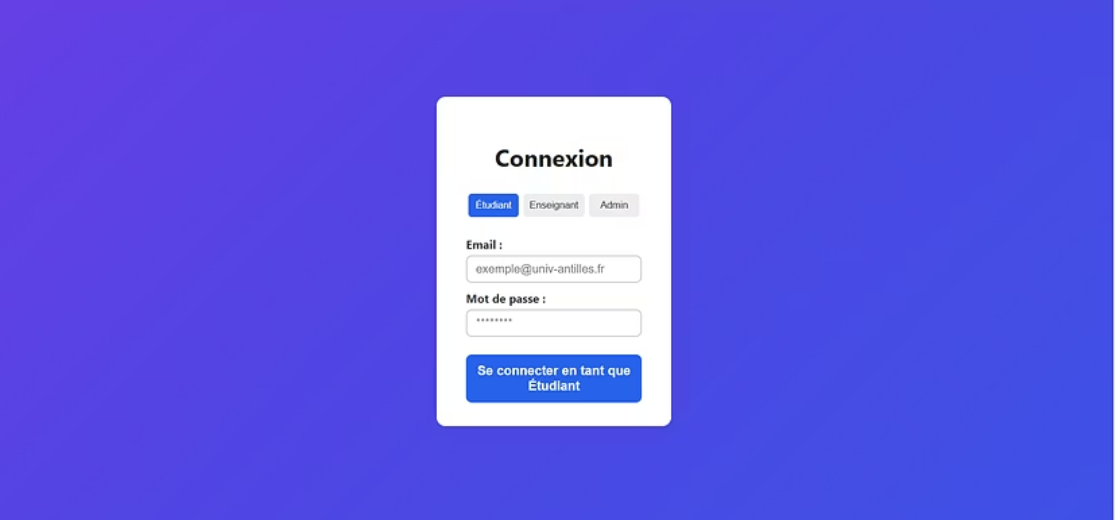 Connexion
Étudiant Enseignant Admin
Email :
exemple@univ-antilles.fr
Mot de passe :
********
Se connecter en tant que
Étudiant